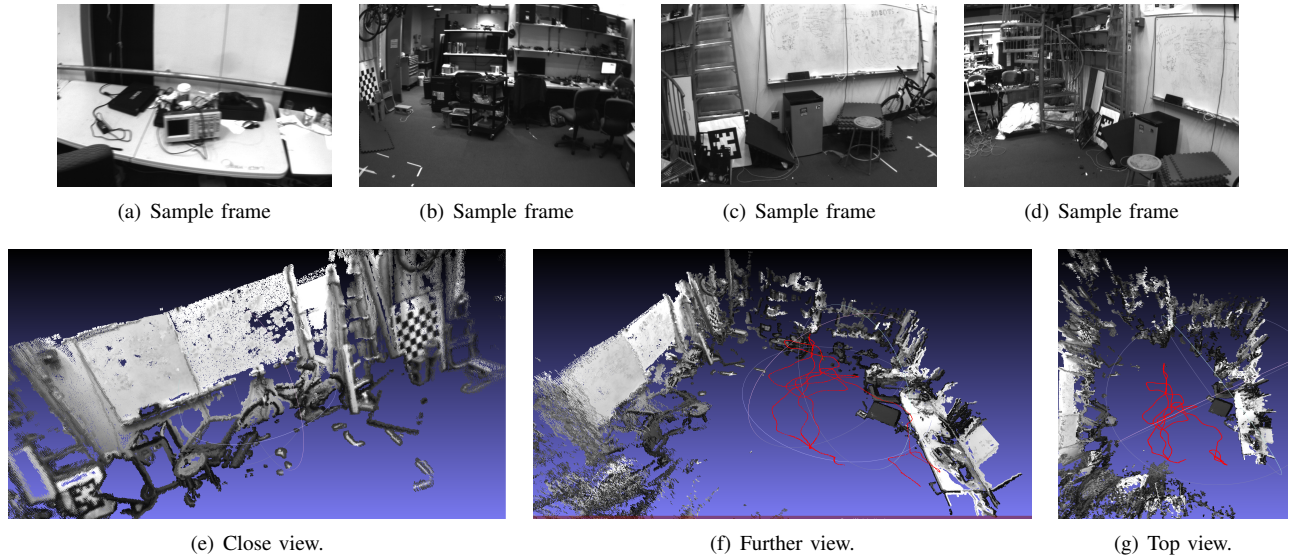 (a) Sample frame
(b) Sample frame
(c) Sample frame
(d) Sample frame
(e) Close view.
(f) Further view.
(g) Top view.